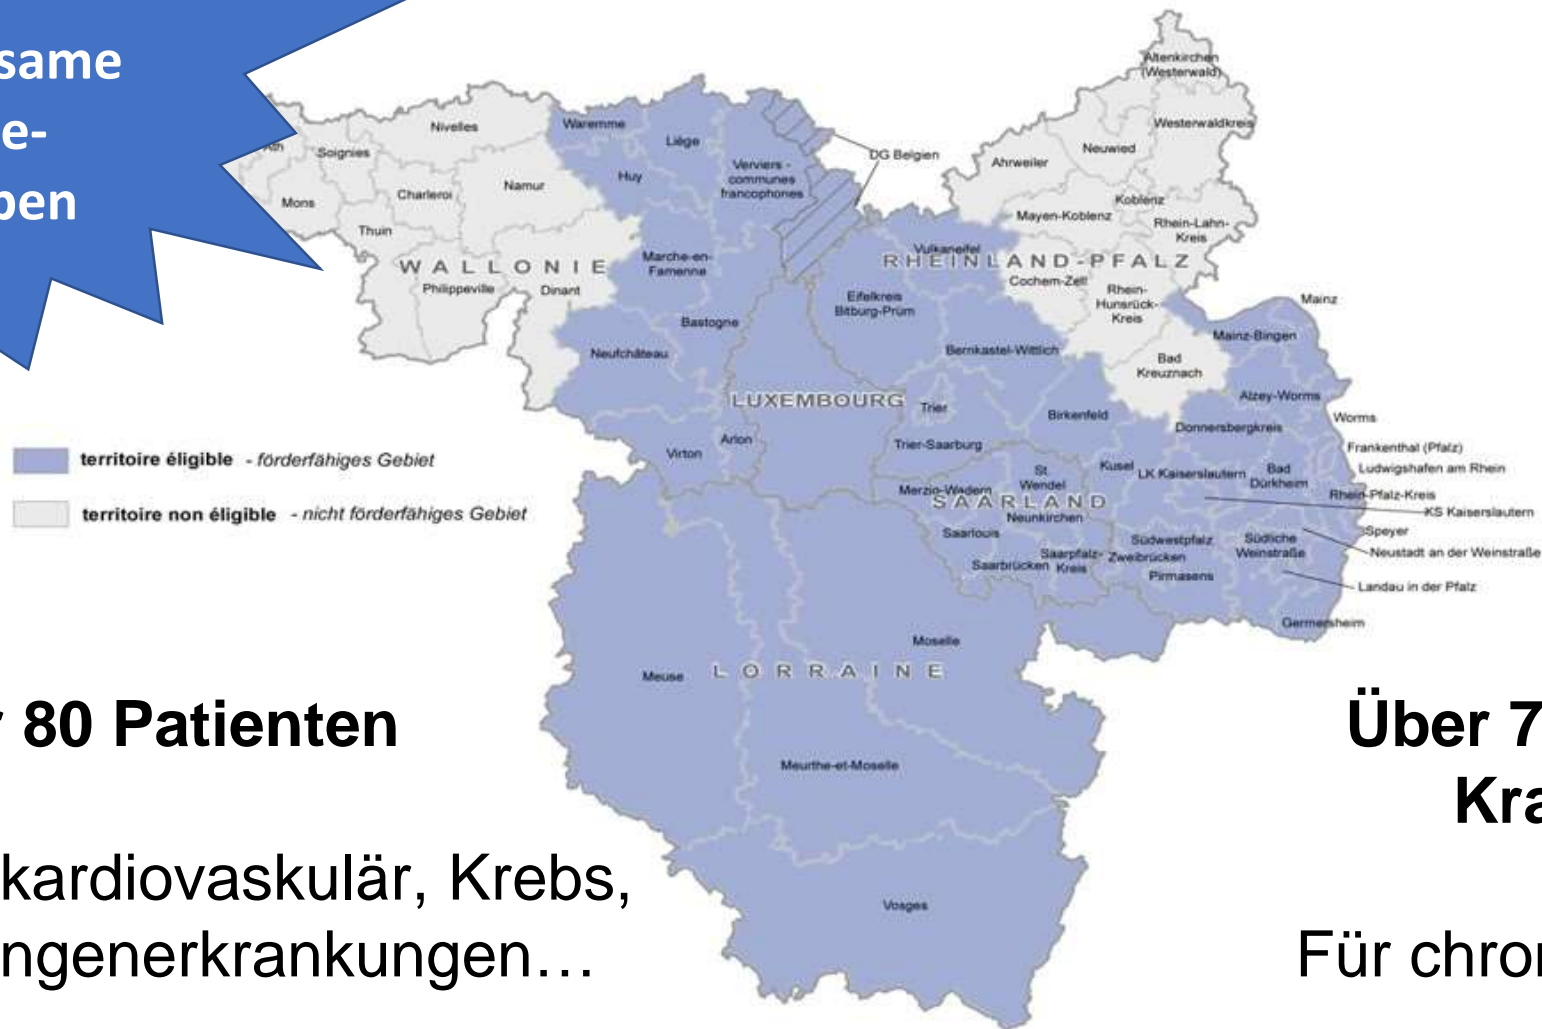 same
e-
ben
Altenkirchen
(Westerwald)
Nivelles
Waremme
Westerwaldkreis
Ath
Soignies
Liège
DG Belgien
Neuwied
Ahrweiler
Verviers -
communes
francophones
Huy
Namur
Charleroi
Mons
Koblenz
Mayen-Koblenz
Rhein-Lahn-
Kreis
Thuin
Vulkaneifel
Marche-en-
Famenne
WALLONIE
RHEINLAND-PFALZ
Philippeville
Dinant
Cochem-Zell
Rhein-
Hunsrück-
Kreis
Eifelkreis
Bitburg-Prüm
Mainz
Bastogne
Mainz-Bingen
Neufchâteau
Bernkastel-Wittlich
Bad
Kreuznach
LUXEMBOURG
Trier
Alzey-Worms
Birkenfeld
Worms
Donnersbergkreis
Arlon
Trier-Saarburg
Virton
Frankenthal (Pfalz)
territoire éligible - förderfähiges Gebiet
St.
Wendel
Kusel
LK Kaiserslautern
Bad
Dürkheim
Ludwigshafen am Rhein
Merzig-Wadern
Rhein-Pfalz-Kreis
SAARLAND
territoire non éligible - nicht förderfähiges Gebiet
KS Kaiserslautern
Neunkirchen
Saarlouis
Speyer
Südwestpfalz
Südliche
Weinstraße
Neustadt an der Weinstraße
Saarbrücken
Saarpfalz-
Kreis
Zweibrücken
Pirmasens
Landau in der Pfalz
Germersheim
Moselle
Meuse
LORRAINE
r 80 Patienten
Über 7
Meurthe-et-Moselle
Kra
kardiovaskulär, Krebs,
Vosges
ngenerkrankungen…
Für chron